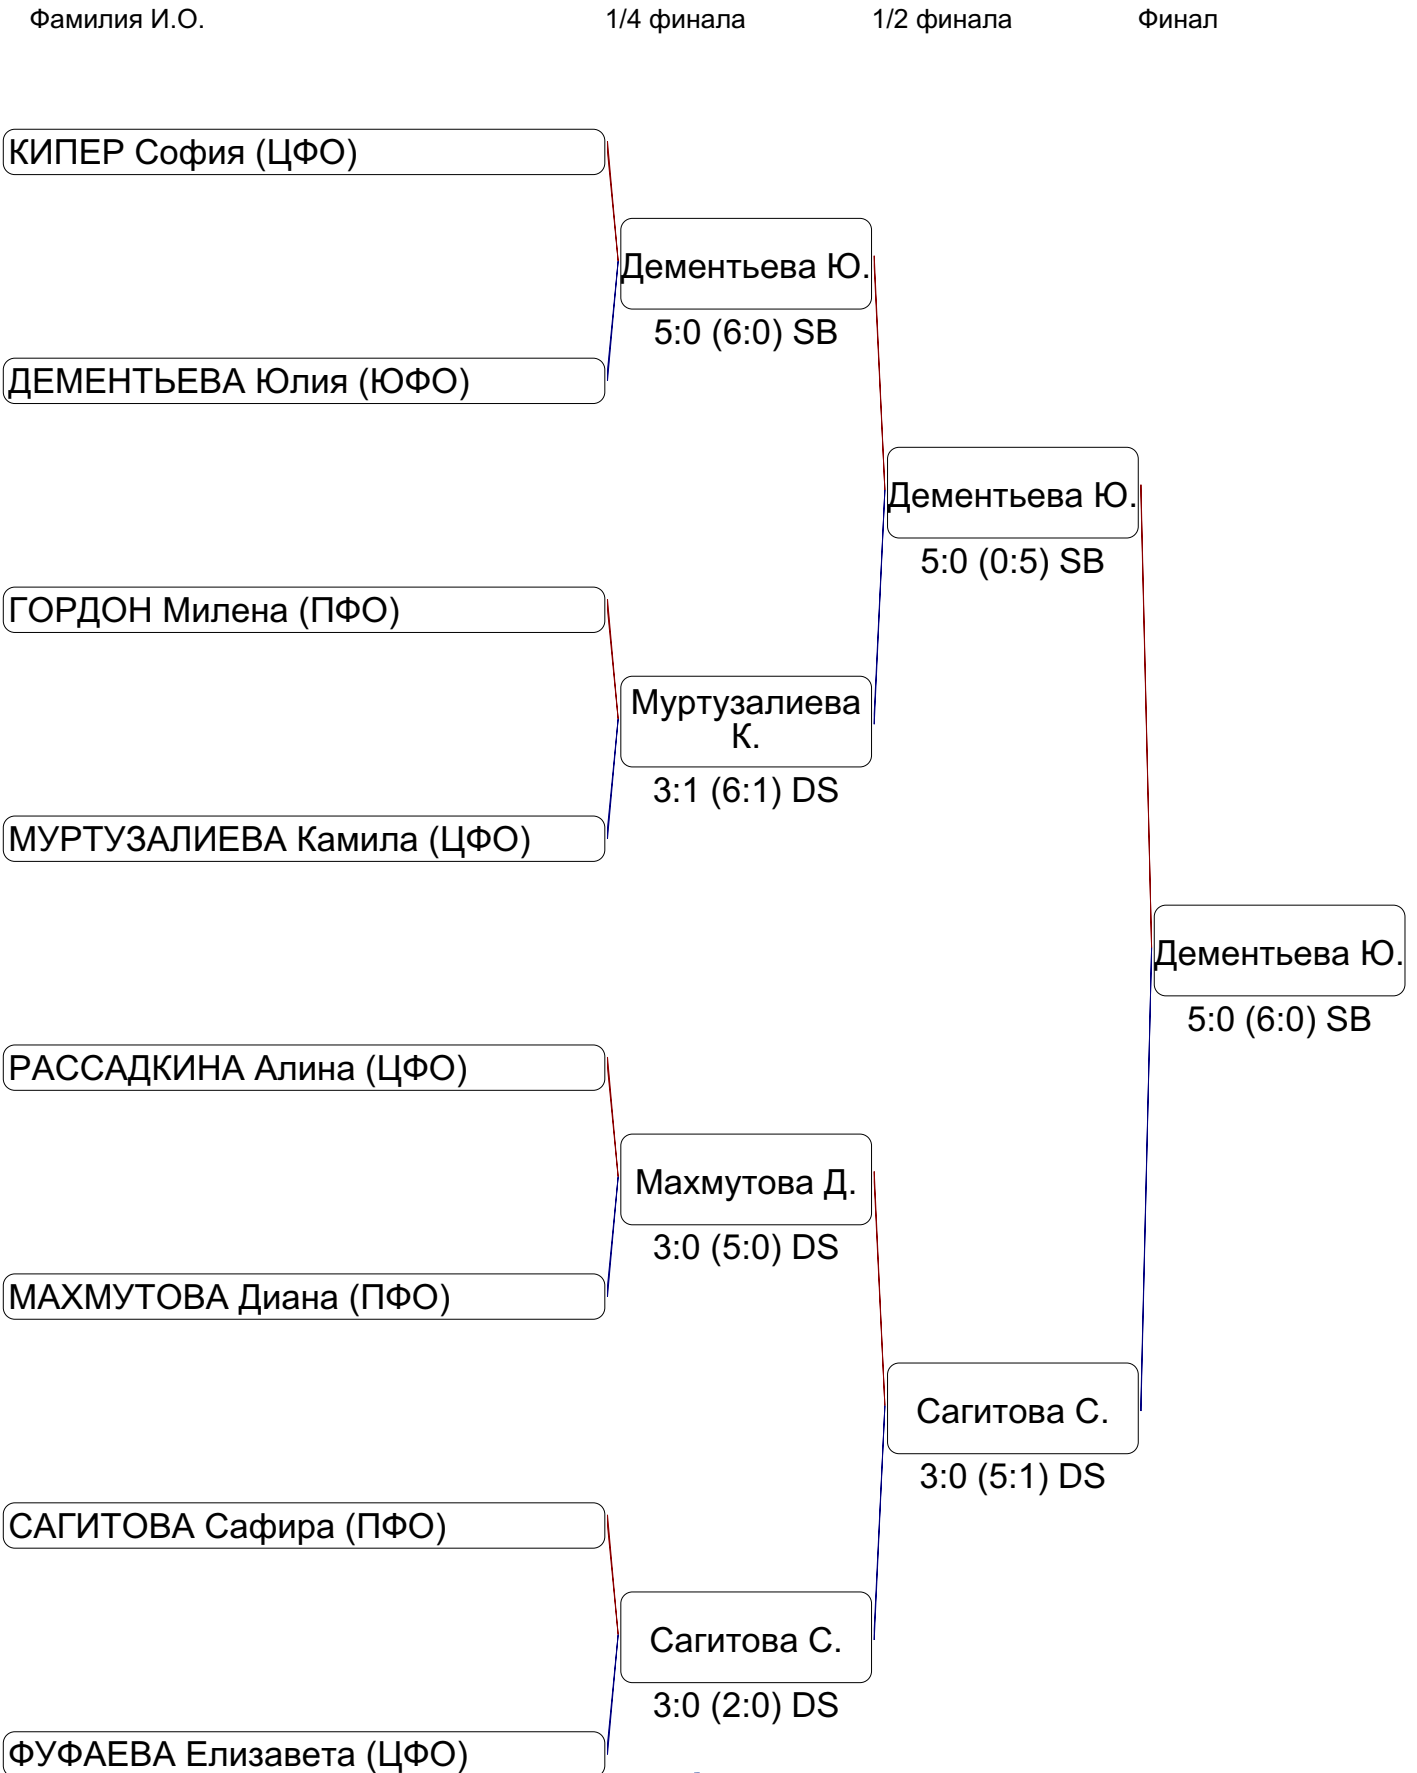 Фамилия И.О. 1/4 финала 1/2 финала Финал
КИПЕР София (ЦФО)
Дементьева Ю.
5:0 (6:0) SB
ДЕМЕНТЬЕВА Юлия (ЮФО)
Дементьева Ю.
5:0 (0:5) SB
ГОРДОН Милена (ПФО)
Муртузалиева
К.
3:1 (6:1) DS
МУРТУЗАЛИЕВА Камила (ЦФО)
Дементьева Ю.
5:0 (6:0) SB
РАССАДКИНА Алина (ЦФО)
Махмутова Д.
3:0 (5:0) DS
МАХМУТОВА Диана (ПФО)
Сагитова С.
3:0 (5:1) DS
САГИТОВА Сафира (ПФО)
Сагитова С.
3:0 (2:0) DS
ФУФАЕВА Елизавета (ЦФО)